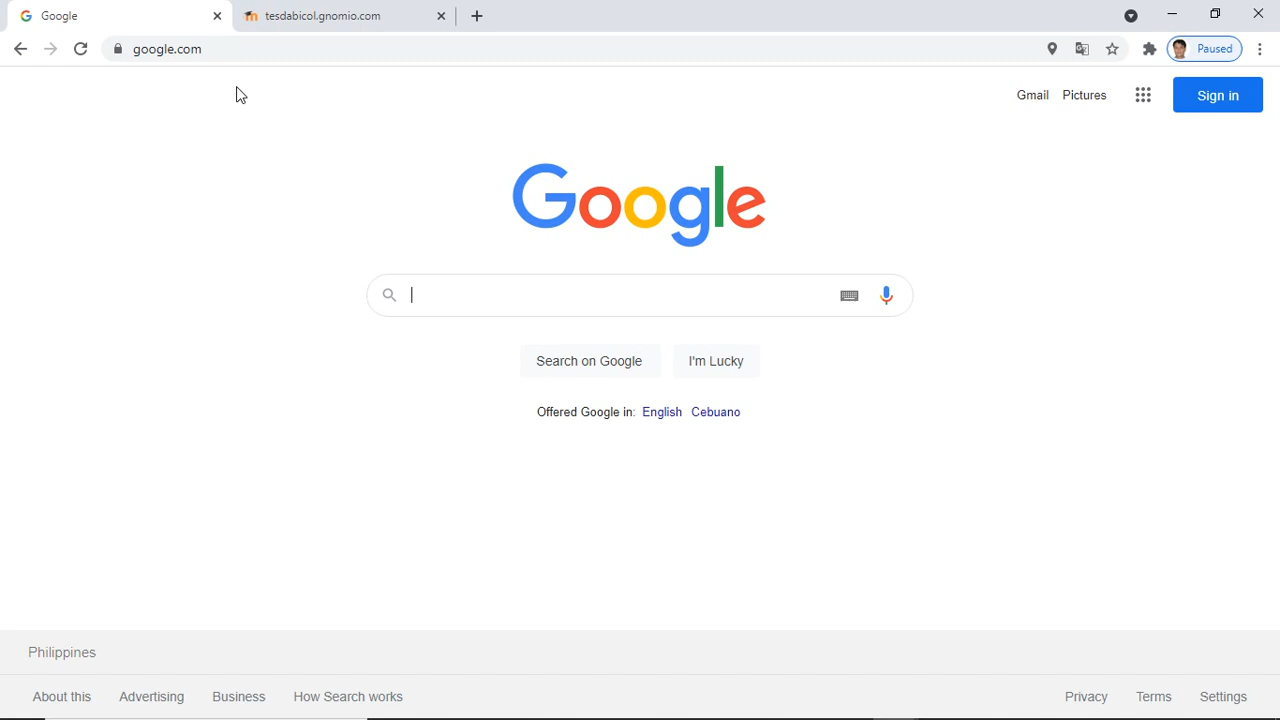 Google
tesdabicol.gnomio.com
google.com
Paused
Gmail Pictures
Sign in
Google
Search on Google
I'm Lucky
Offered Google in: English Cebuano
Philippines
About this Advertising Business How Search works
Privacy Terms Settings